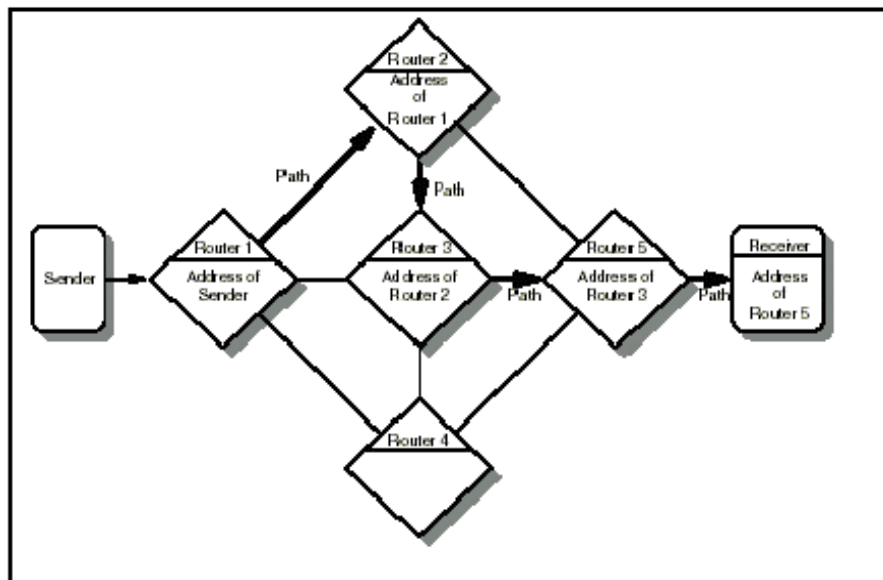 Router 2
Address
of
Router 1
Path
Path
Sender
Router 1
Address of
Sender
Router 3
Address of
Router 2
Path
Router 5
Address of
Router 3
Path
Receiver
Address
of
Router 5
Router 4